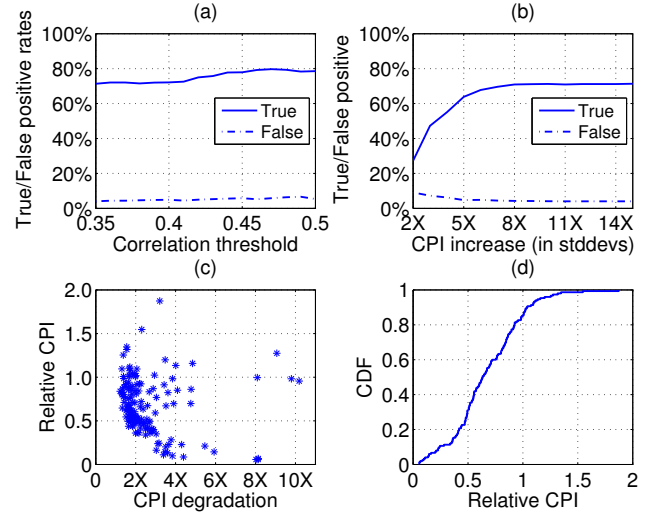 (a)
True/False positive rates
100%
80%
60%
40%
20%
0%
True
False
0.35
0.4
0.45
0.5
Correlation threshold
(b)
True/False positive
100%
80%
60%
40%
20%
0%
True
False
2X
5X
8X
11X
14X
CPI increase (in stddevs)
(c)
Relative CPI
2.0
1.5
1.0
0.5
0
0
2X
4X
6X
8X
10X
CPI degradation
(d)
CDF
1
0.8
0.6
0.4
0.2
0
0
0.5
1
1.5
2
Relative CPI